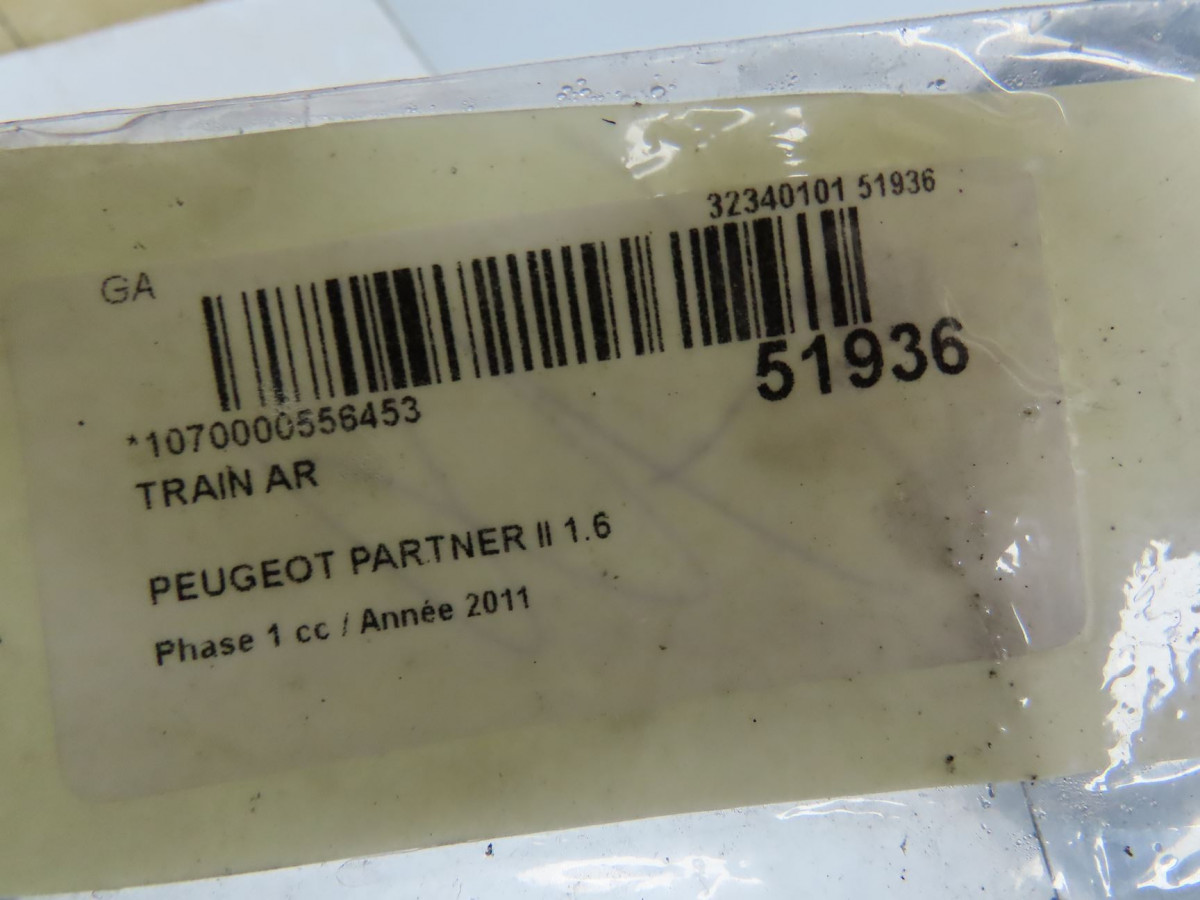 32340101 51936
GA
51936
*1070000556453
TRAIN AR
PEUGEOT PARTNER II 1.6
Phase 1 cc / Année 2011